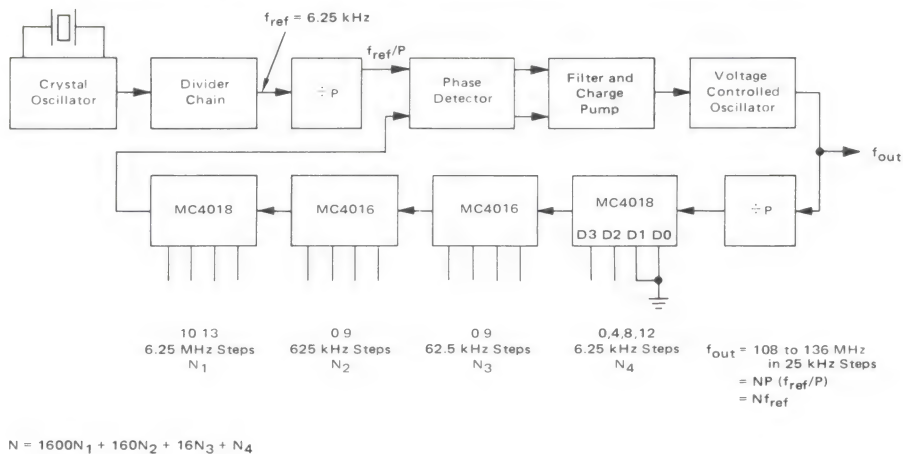 f_ref = 6.25 kHz
Crystal
Oscillator
Divider
Chain
÷P
f_ref/P
Phase
Detector
Filter and
Charge
Pump
Voltage
Controlled
Oscillator
f_out
MC4018
MC4016
MC4016
MC4018
D3 D2 D1 D0
÷P
10 13
6.25 MHz Steps
N₁
0 9
625 kHz Steps
N₂
0 9
62.5 kHz Steps
N₃
0,4,8,12
6.25 kHz Steps
N₄
f_out = 108 to 136 MHz
in 25 kHz Steps
= NP (f_ref/P)
= Nf_ref
N = 1600N₁ + 160N₂ + 16N₃ + N₄